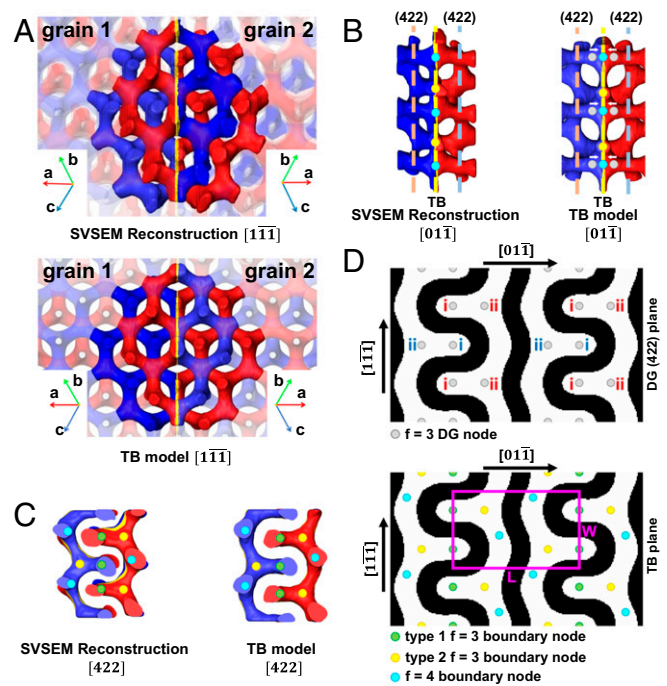 A
grain 1
grain 2
b
a
c
b
a
c
SVSEM Reconstruction [11̅1̅]
grain 1
grain 2
b
a
c
b
a
c
TB model [11̅1̅]
B
(422) (422)
(422) (422)
TB
SVSEM Reconstruction
[011̅]
TB
TB model
[011̅]
C
SVSEM Reconstruction
[422]
TB model
[422]
D
[011̅]
[1̅11]
i ii i ii
ii i ii i
i ii i ii
DG (422) plane
f = 3 DG node
[011̅]
[1̅11]
W
L
TB plane
type 1 f = 3 boundary node
type 2 f = 3 boundary node
f = 4 boundary node